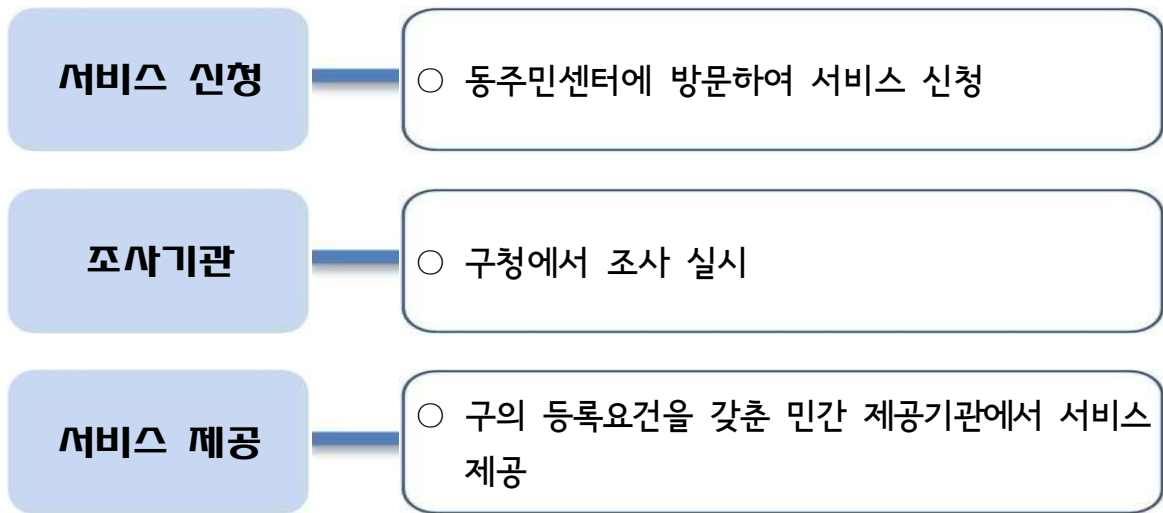 서비스 신청
○ 동주민센터에 방문하여 서비스 신청
조사기관
○ 구청에서 조사 실시
서비스 제공
○ 구의 등록요건을 갖춘 민간 제공기관에서 서비스
제공